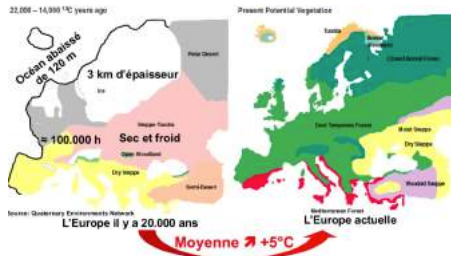 22,000 – 14,000 ¹⁴C years ago
Océan abaissé
de 120 m
3 km d'épaisseur
Ice
Polar Desert
Steppe-Tundra
≈ 100.000 h
Sec et froid
Open Woodland
Dry Steppe
Semi-Desert
Source: Quaternary Environments Network
L'Europe il y a 20.000 ans
Present Potential Vegetation
Tundra
Closed Boreal Forest
Cool Temperate Forest
Moist Steppe
Dry Steppe
Wooded Steppe
Mediterranean Forest
L'Europe actuelle
Moyenne ↗ +5°C